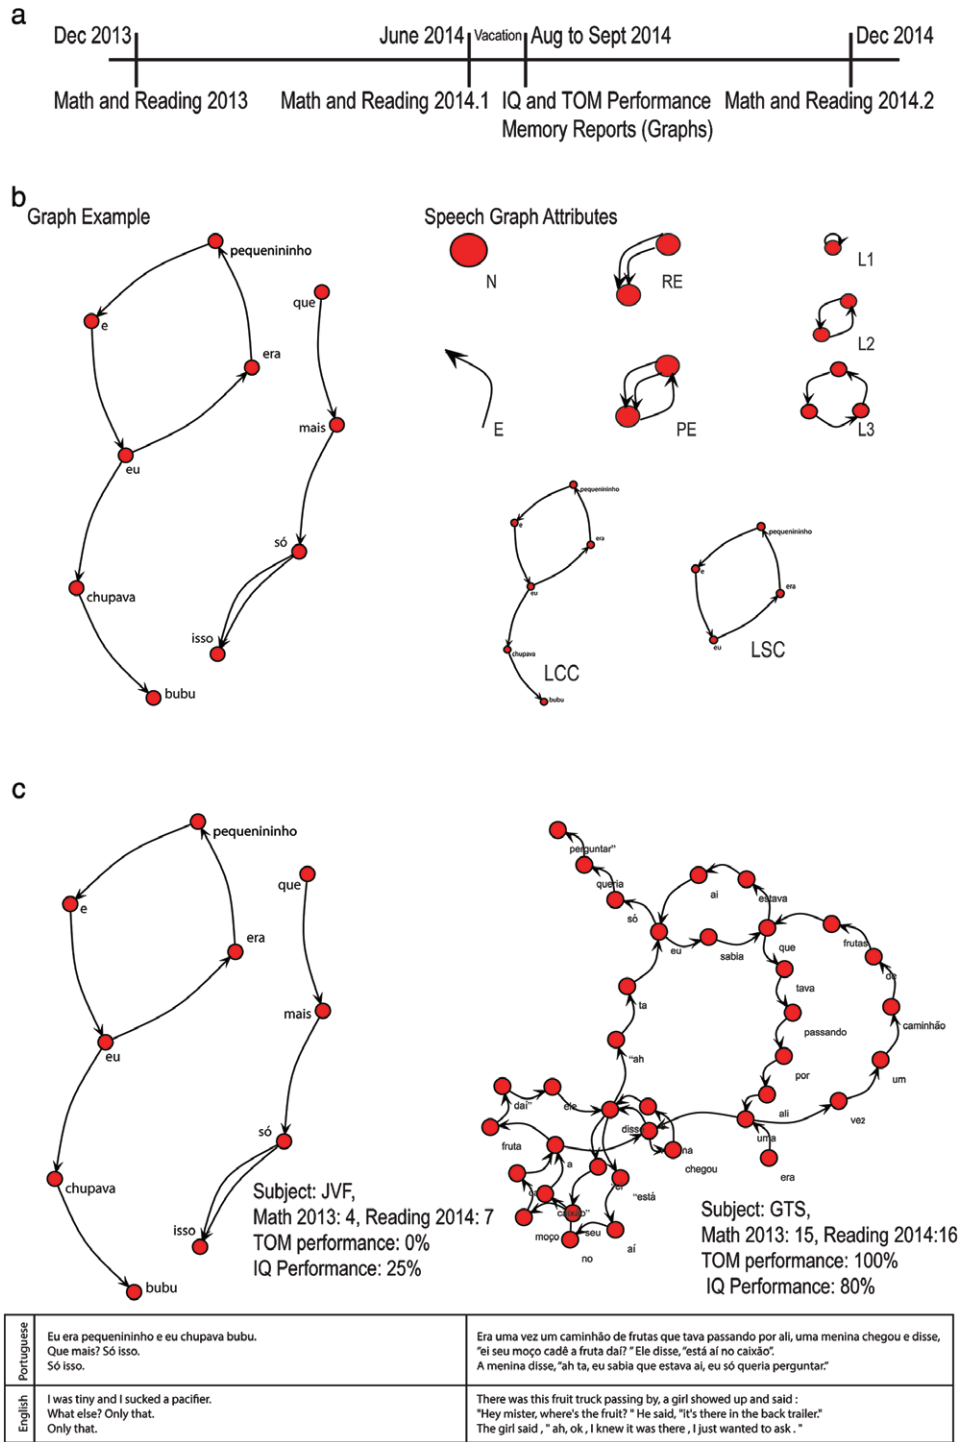 a
Dec 2013
June 2014
Vacation
Aug to Sept 2014
Dec 2014
Math and Reading 2013
Math and Reading 2014.1
IQ and TOM Performance
Memory Reports (Graphs)
Math and Reading 2014.2
b
Graph Example
pequenininho
e
era
eu
chupava
bubu
que
mais
só
isso
Speech Graph Attributes
N
RE
L1
L2
E
PE
L3
pequenininho
e
era
eu
chupava
bubu
LCC
pequenininho
e
era
eu
LSC
c
pequenininho
e
era
eu
chupava
bubu
que
mais
só
isso
Subject: JVF,
Math 2013: 4, Reading 2014: 7
TOM performance: 0%
IQ Performance: 25%
perguntar"
queria
só
ai
estava
eu
sabia
que
frutas
de
tava
ta
passando
caminhão
"ah
por
um
daí"
ele
ali
vez
disse
uma
fruta
a
na
chegou
era
"está
caixão"
moço
seu
aí
no
Subject: GTS,
Math 2013: 15, Reading 2014:16
TOM performance: 100%
IQ Performance: 80%
Portuguese
Eu era pequenininho e eu chupava bubu.
Que mais? Só isso.
Só isso.
Era uma vez um caminhão de frutas que tava passando por ali, uma menina chegou e disse,
"ei seu moço cadê a fruta daí?" Ele disse, "está aí no caixão".
A menina disse, "ah ta, eu sabia que estava ai, eu só queria perguntar."
English
I was tiny and I sucked a pacifier.
What else? Only that.
Only that.
There was this fruit truck passing by, a girl showed up and said :
"Hey mister, where's the fruit? " He said, "it's there in the back trailer."
The girl said , " ah, ok , I knew it was there , I just wanted to ask . "